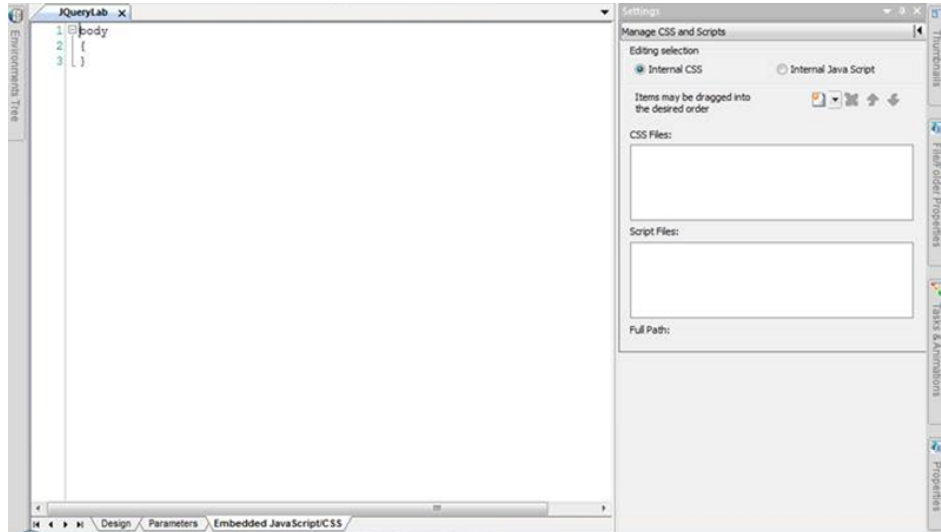 JQueryLab
1 body
2 {
3 }
Environments Tree
Design
Parameters
Embedded JavaScript/CSS
Settings
Manage CSS and Scripts
Editing selection
Internal CSS
Internal Java Script
Items may be dragged into
the desired order
CSS Files:
Script Files:
Full Path:
Thumbnails
File/Folder Properties
Tasks & Animations
Properties